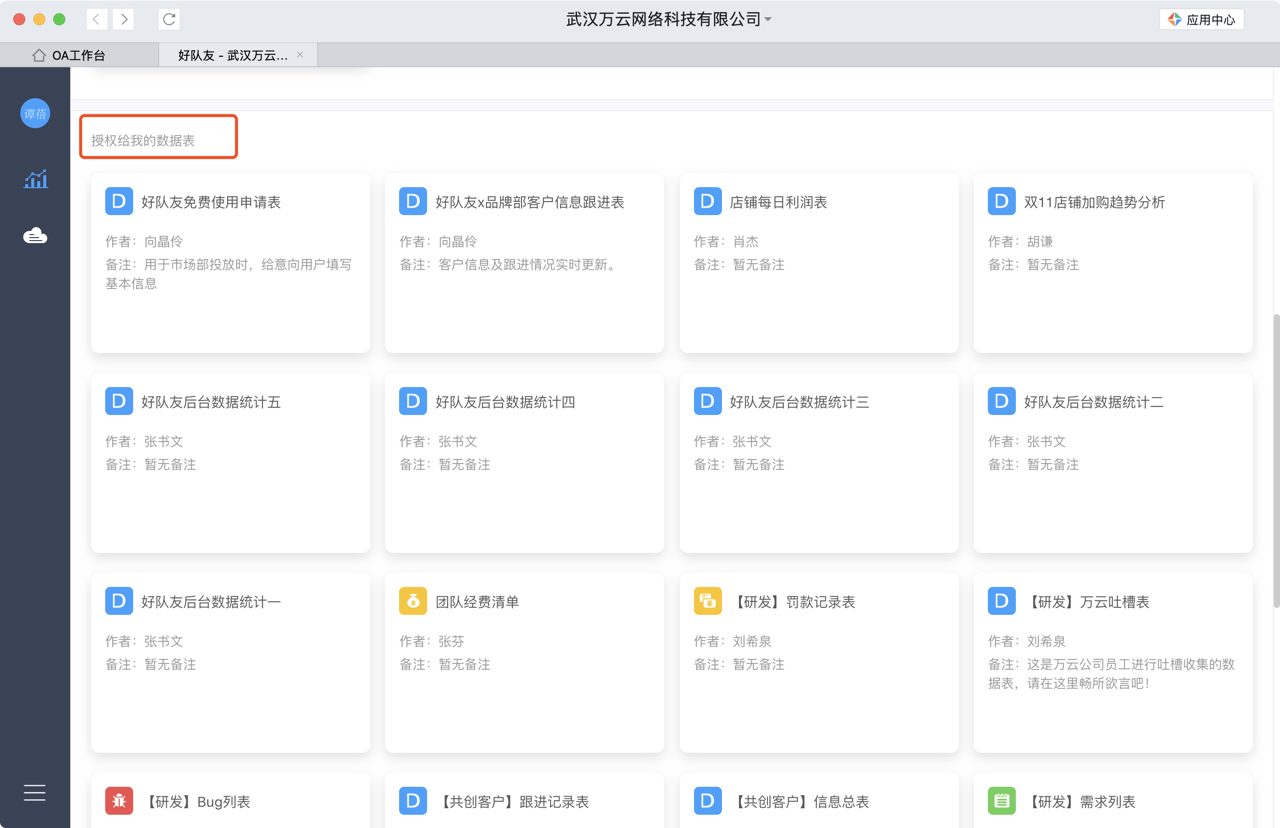 武汉万云网络科技有限公司
应用中心
OA工作台
好队友 - 武汉万云... ×
谭蓓
授权给我的数据表
D 好队友免费使用申请表
作者：向晶伶
备注：用于市场部投放时，给意向用户填写
基本信息
D 好队友x品牌部客户信息跟进表
作者：向晶伶
备注：客户信息及跟进情况实时更新。
D 店铺每日利润表
作者：肖杰
备注：暂无备注
D 双11店铺加购趋势分析
作者：胡谦
备注：暂无备注
D 好队友后台数据统计五
作者：张书文
备注：暂无备注
D 好队友后台数据统计四
作者：张书文
备注：暂无备注
D 好队友后台数据统计三
作者：张书文
备注：暂无备注
D 好队友后台数据统计二
作者：张书文
备注：暂无备注
D 好队友后台数据统计一
作者：张书文
备注：暂无备注
团队经费清单
作者：张芬
备注：暂无备注
【研发】罚款记录表
作者：刘希泉
备注：暂无备注
D 【研发】万云吐槽表
作者：刘希泉
备注：这是万云公司员工进行吐槽收集的数
据表，请在这里畅所欲言吧！
【研发】Bug列表
D 【共创客户】跟进记录表
D 【共创客户】信息总表
【研发】需求列表